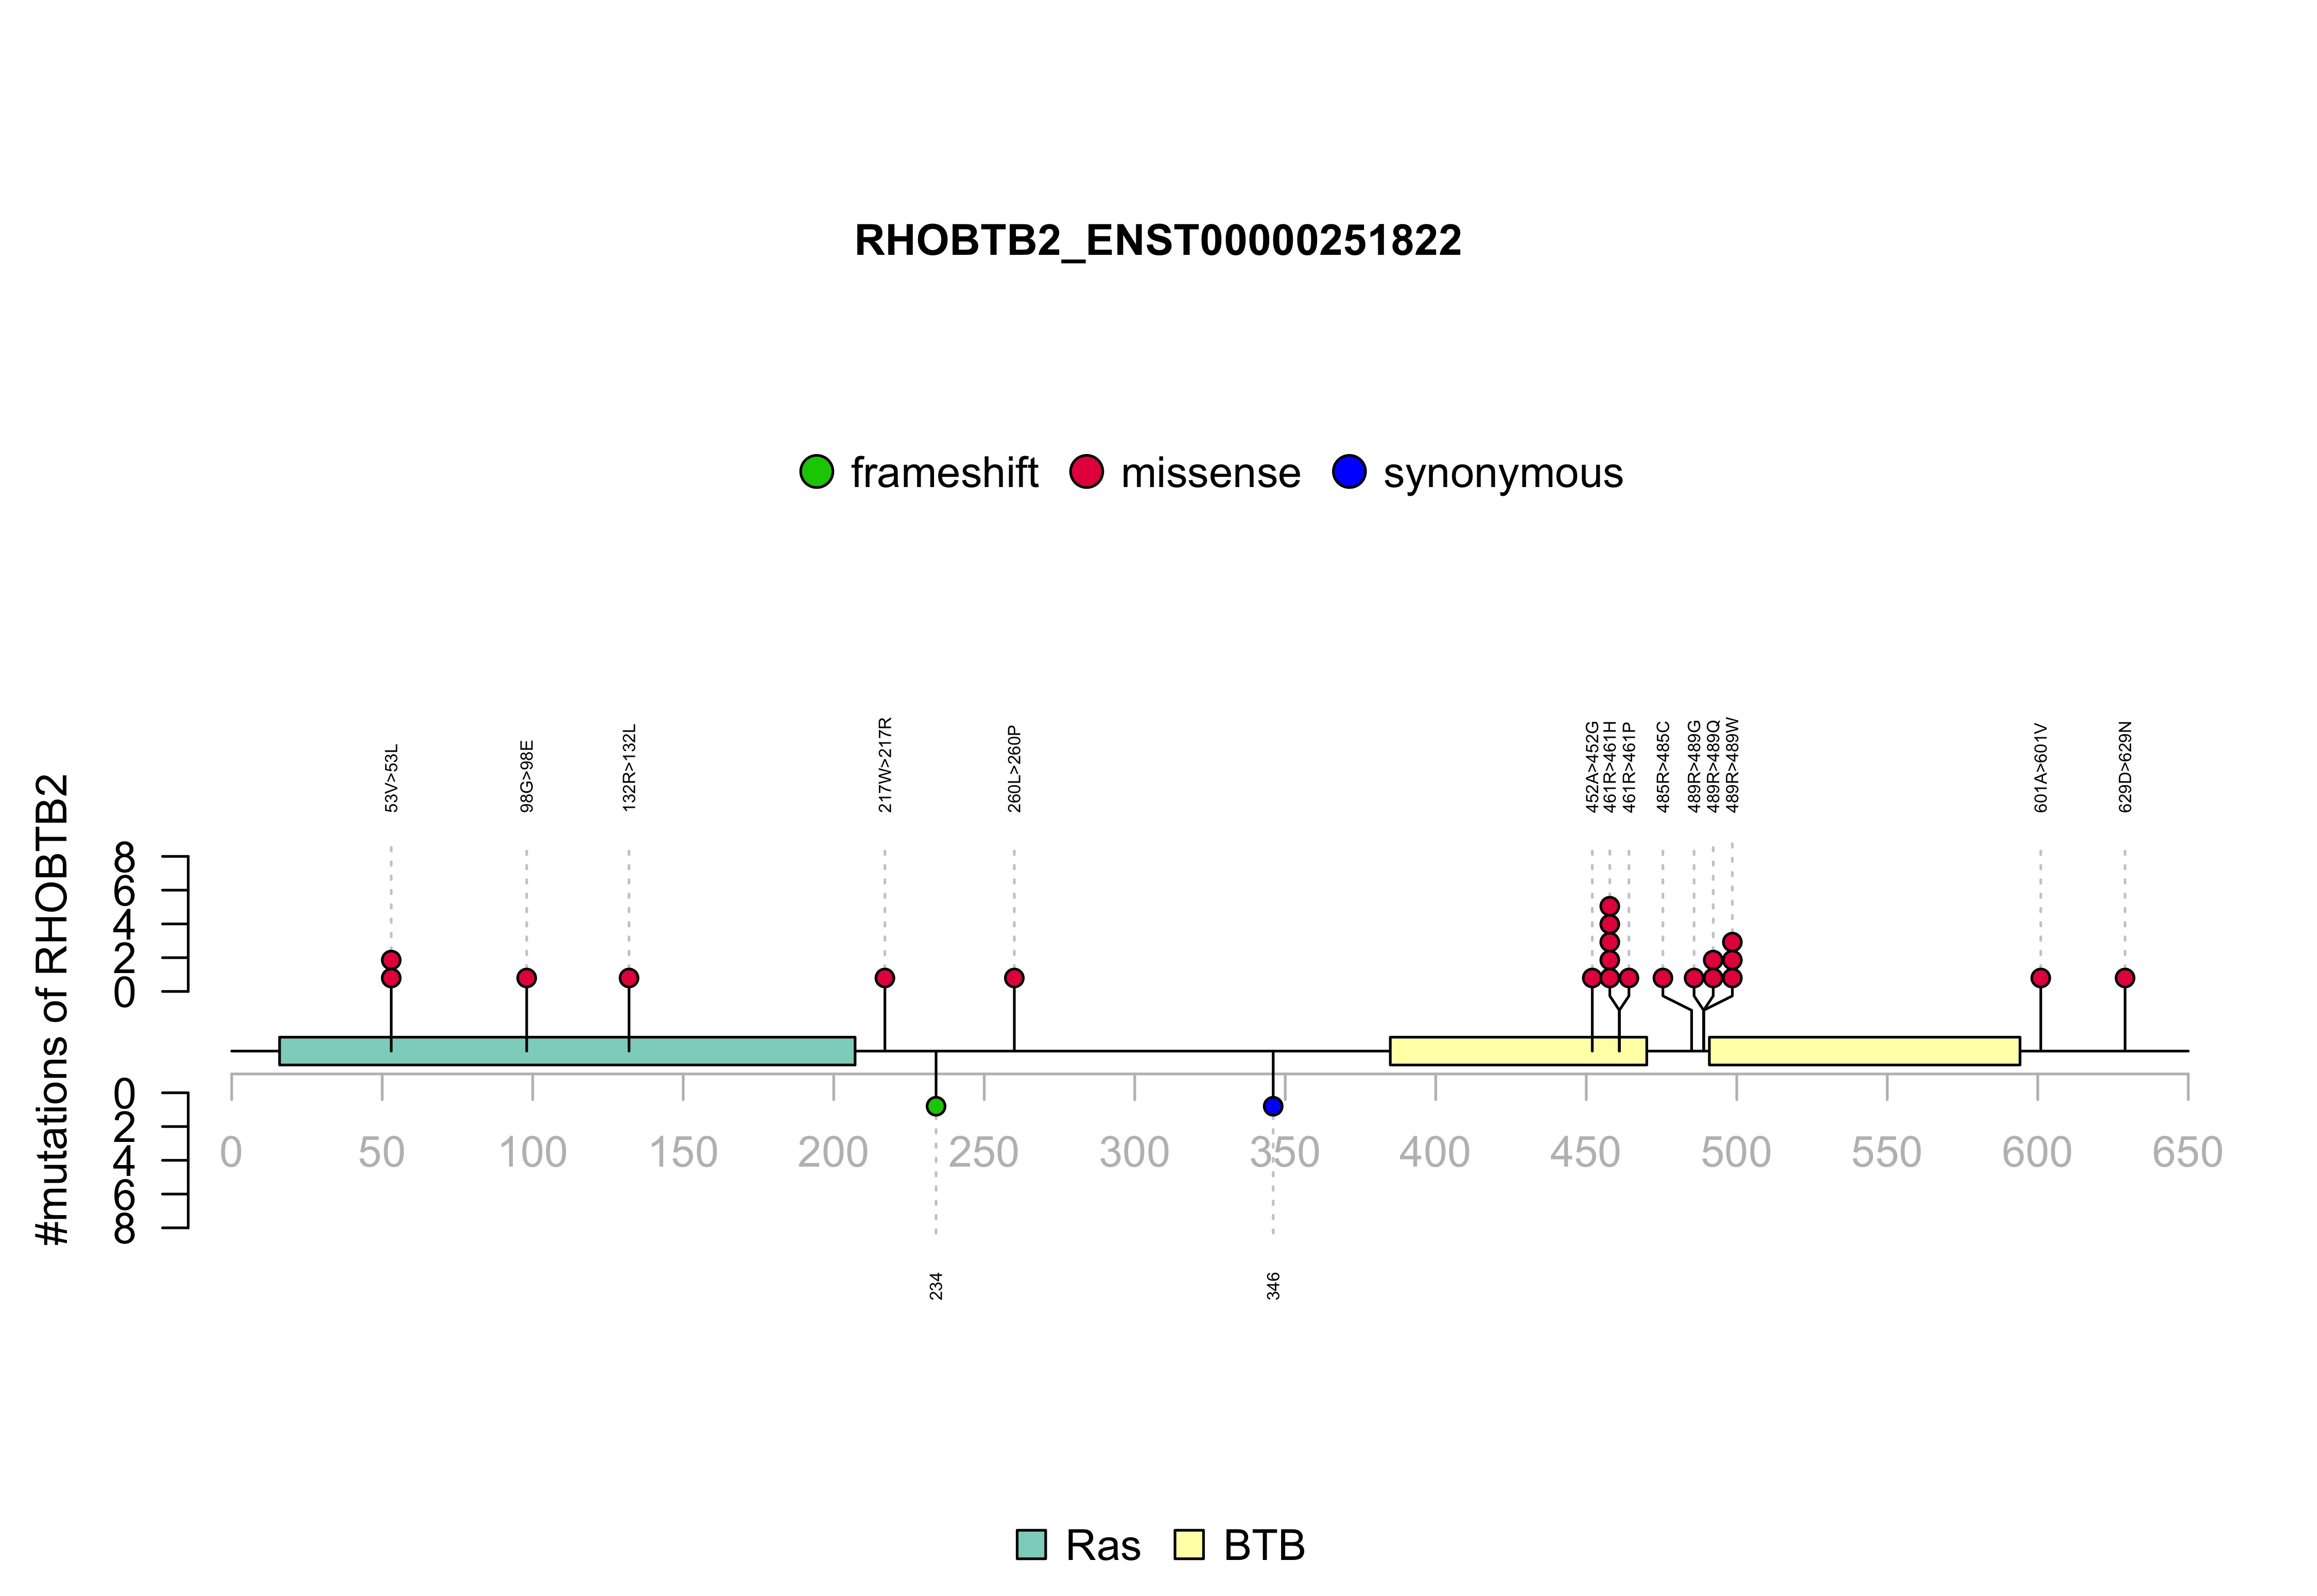 RHOBTB2_ENST00000251822
frameshift missense synonymous
53V>53L
98G>98E
132R>132L
217W>217R
260L>260P
452A>452G
461R>461H
461R>461P
485R>485C
489R>489G
489R>489Q
489R>489W
601A>601V
629D>629N
#mutations of RHOBTB2
8
6
4
2
0
0
2
4
6
8
0 50 100 150 200 250 300 350 400 450 500 550 600 650
234
346
Ras BTB